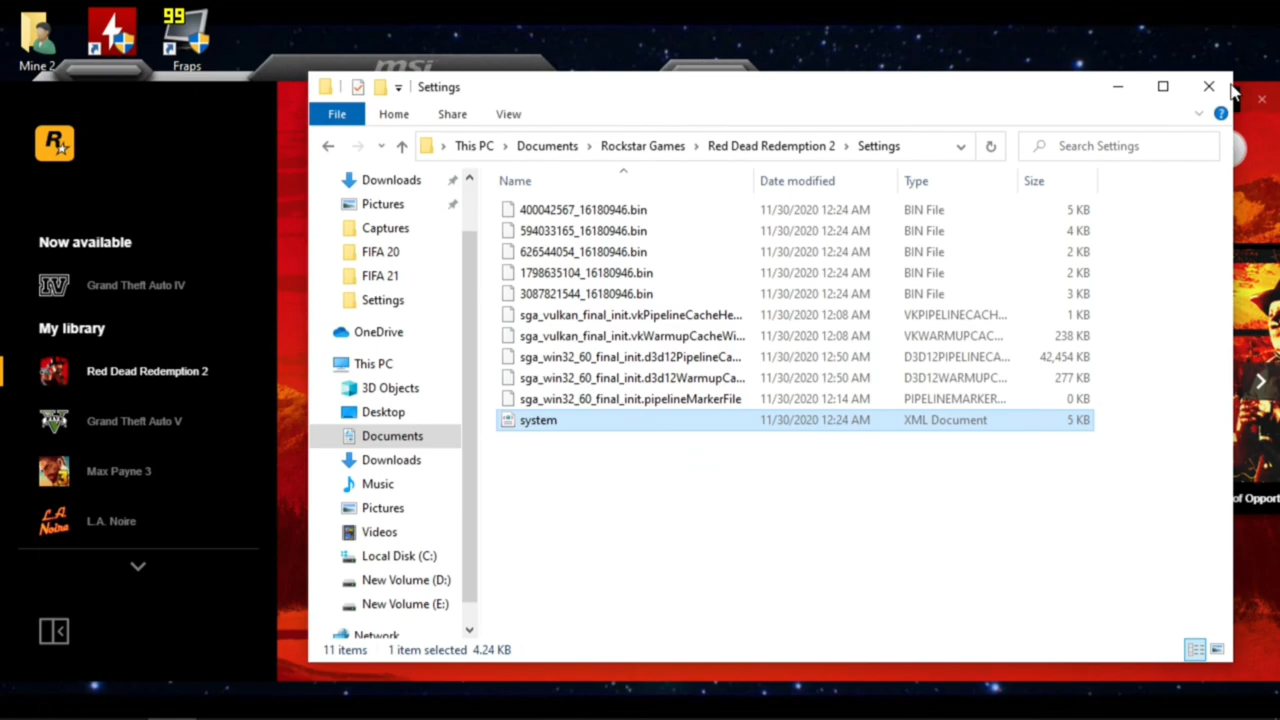 99
Mine 2
Fraps
msi
Settings
File Home Share View
This PC Documents Rockstar Games Red Dead Redemption 2 Settings
Search Settings
R
Now available
IV Grand Theft Auto IV
My library
Red Dead Redemption 2
V Grand Theft Auto V
Max Payne 3
L.A. Noire L.A. Noire
Downloads
Pictures
Captures
FIFA 20
FIFA 21
Settings
OneDrive
This PC
3D Objects
Desktop
Documents
Downloads
Music
Pictures
Videos
Local Disk (C:)
New Volume (D:)
New Volume (E:)
Network
Name Date modified Type Size
400042567_16180946.bin 11/30/2020 12:24 AM BIN File 5 KB
594033165_16180946.bin 11/30/2020 12:24 AM BIN File 4 KB
626544054_16180946.bin 11/30/2020 12:24 AM BIN File 2 KB
1798635104_16180946.bin 11/30/2020 12:24 AM BIN File 2 KB
3087821544_16180946.bin 11/30/2020 12:24 AM BIN File 3 KB
sga_vulkan_final_init.vkPipelineCacheHe... 11/30/2020 12:08 AM VKPIPELINECACH... 1 KB
sga_vulkan_final_init.vkWarmupCacheWi... 11/30/2020 12:08 AM VKWARMUPCAC... 238 KB
sga_win32_60_final_init.d3d12PipelineCa... 11/30/2020 12:50 AM D3D12PIPELINECA... 42,454 KB
sga_win32_60_final_init.d3d12WarmupCa... 11/30/2020 12:50 AM D3D12WARMUPC... 277 KB
sga_win32_60_final_init.pipelineMarkerFile 11/30/2020 12:14 AM PIPELINEMARKER... 0 KB
system 11/30/2020 12:24 AM XML Document 5 KB
of Opport
11 items 1 item selected 4.24 KB